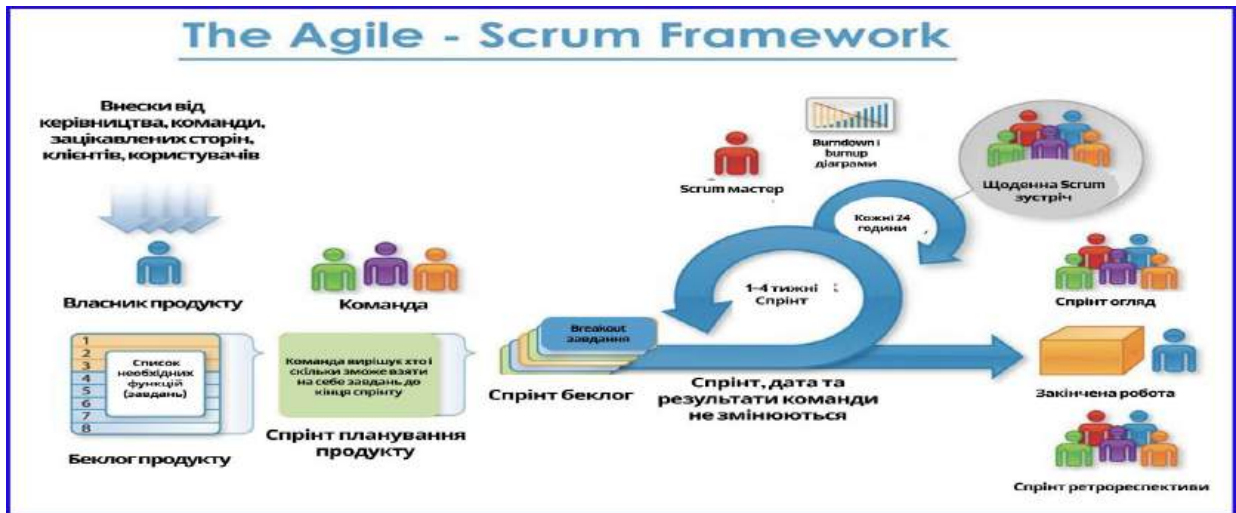 The Agile - Scrum Framework
Внески від
керівництва, команди,
зацікавлених сторін,
клієнтів, користувачів
Власник продукту
1
2
3
4
5
6
7
8
Список
необхідних
функцій
(завдань)
Беклог продукту
Команда
Команда вирішує хто і
скільки зможе взяти
на себе завдань до
кінця спрінту
Спрінт планування
продукту
Breakout
завдання
Спрінт беклог
Scrum мастер
Burndown і
burnup
діаграми
Щоденна Scrum
зустріч
Кожні 24
години
1-4 тижні
Спрінт
Спрінт, дата та
результати команди
не змінюються
Спрінт огляд
Закінчена робота
Спрінт ретрореспективи